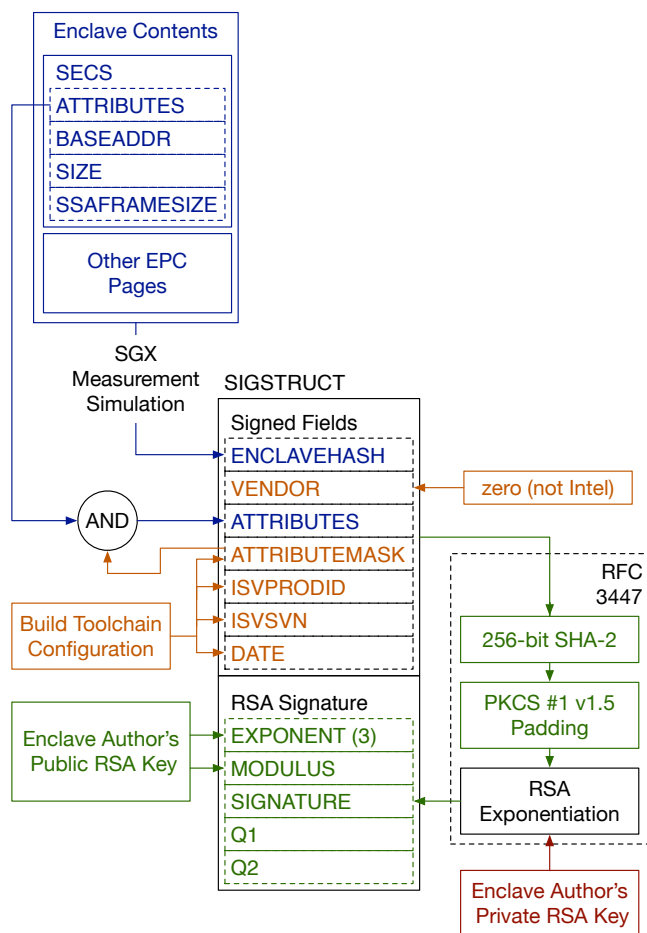 Enclave Contents
SECS
ATTRIBUTES
BASEADDR
SIZE
SSAFRAMESIZE
Other EPC
Pages
SGX
Measurement
Simulation
SIGSTRUCT
Signed Fields
ENCLAVEHASH
VENDOR
zero (not Intel)
AND
ATTRIBUTES
ATTRIBUTEMASK
ISVPRODID
ISVSVN
DATE
Build Toolchain
Configuration
RFC
3447
256-bit SHA-2
PKCS #1 v1.5
Padding
RSA
Exponentiation
RSA Signature
EXPONENT (3)
MODULUS
SIGNATURE
Q1
Q2
Enclave Author's
Public RSA Key
Enclave Author's
Private RSA Key